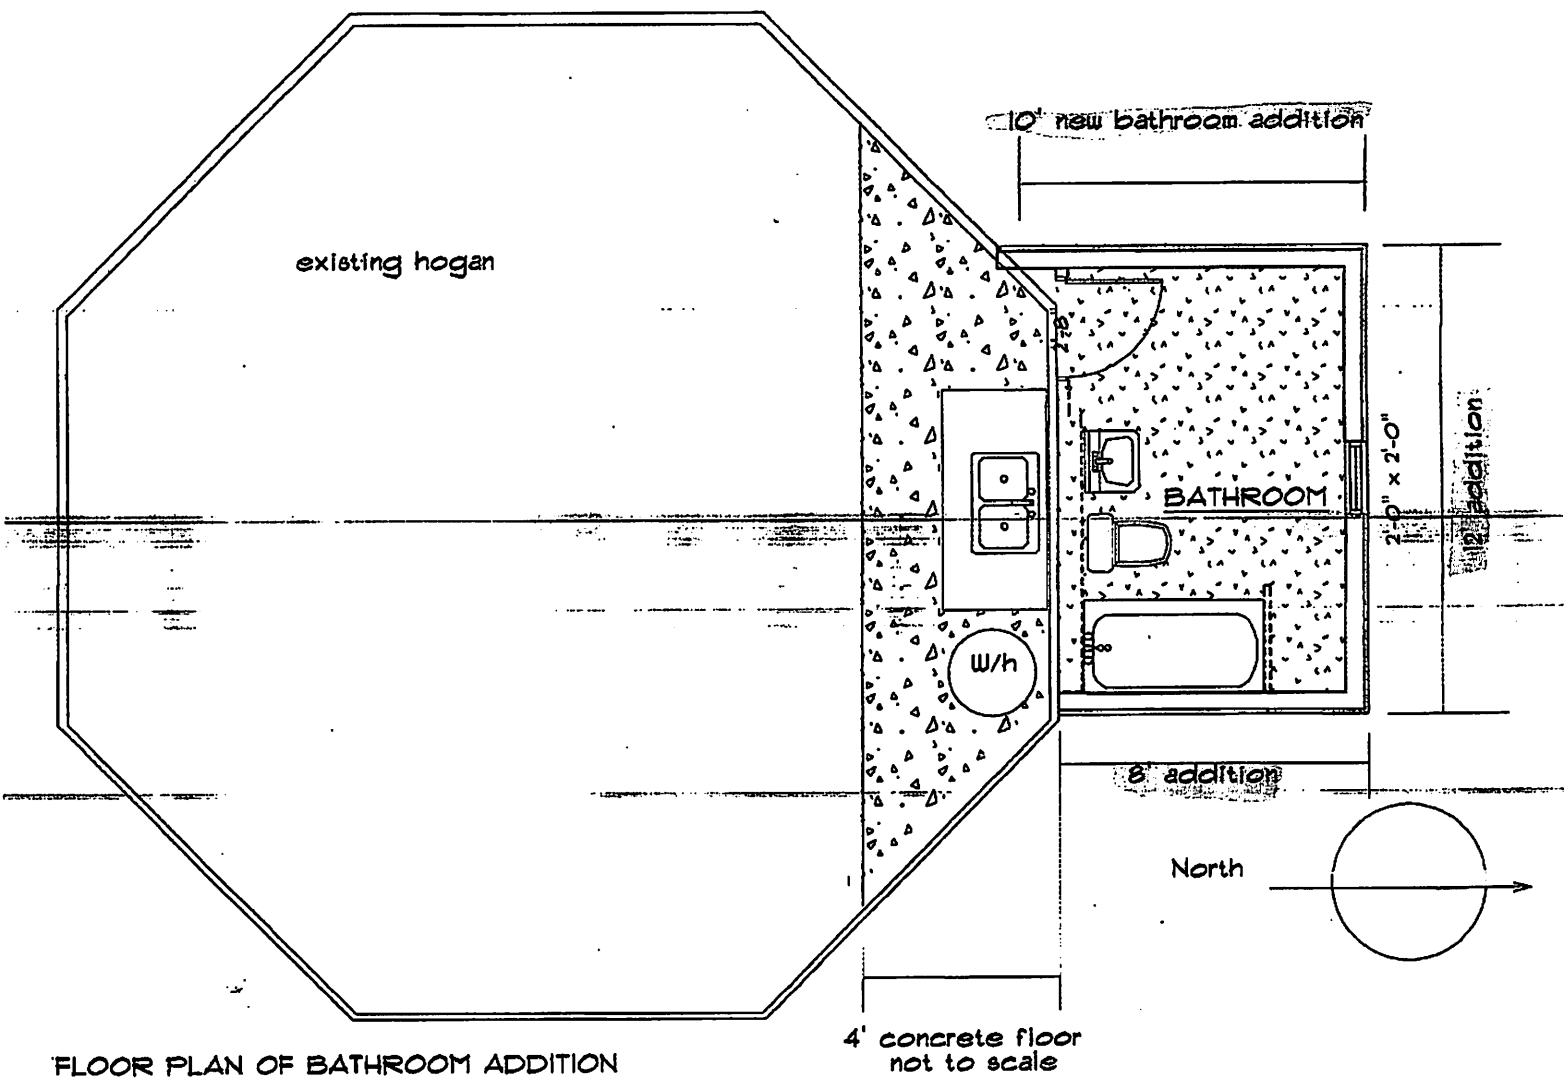 10' new bathroom addition
existing hogan
2'-8
BATHROOM
2'-0" x 2'-0"
12' addition
W/h
8' addition
North
4' concrete floor
not to scale
FLOOR PLAN OF BATHROOM ADDITION